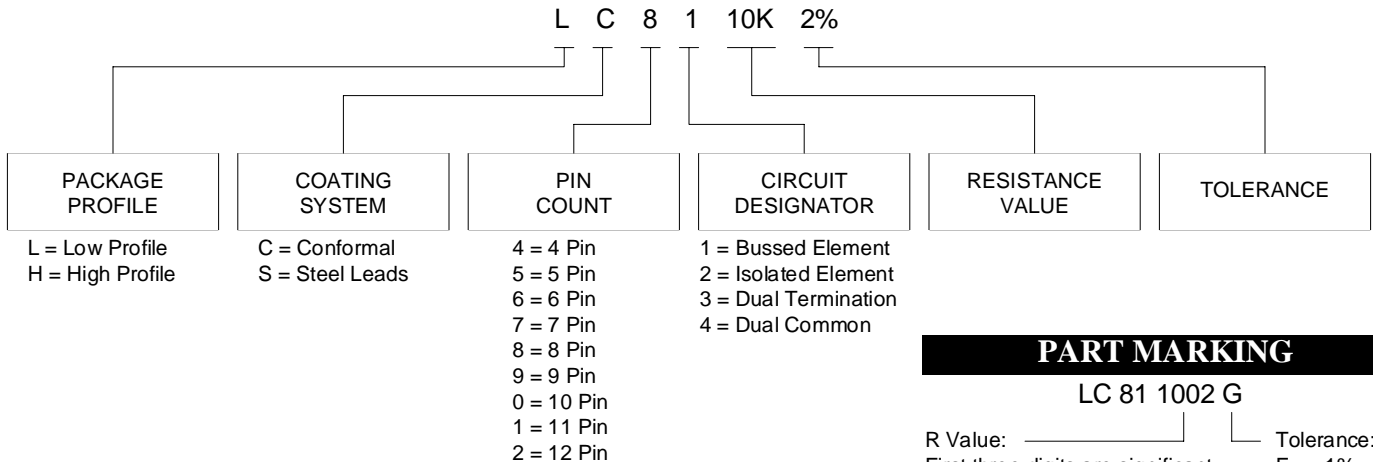 L C 8 1 10K 2%
PACKAGE PROFILE
L = Low Profile
H = High Profile
COATING SYSTEM
C = Conformal
S = Steel Leads
PIN COUNT
4 = 4 Pin
5 = 5 Pin
6 = 6 Pin
7 = 7 Pin
8 = 8 Pin
9 = 9 Pin
0 = 10 Pin
1 = 11 Pin
2 = 12 Pin
CIRCUIT DESIGNATOR
1 = Bussed Element
2 = Isolated Element
3 = Dual Termination
4 = Dual Common
RESISTANCE VALUE
TOLERANCE
PART MARKING
LC 81 1002 G
R Value:
Tolerance: